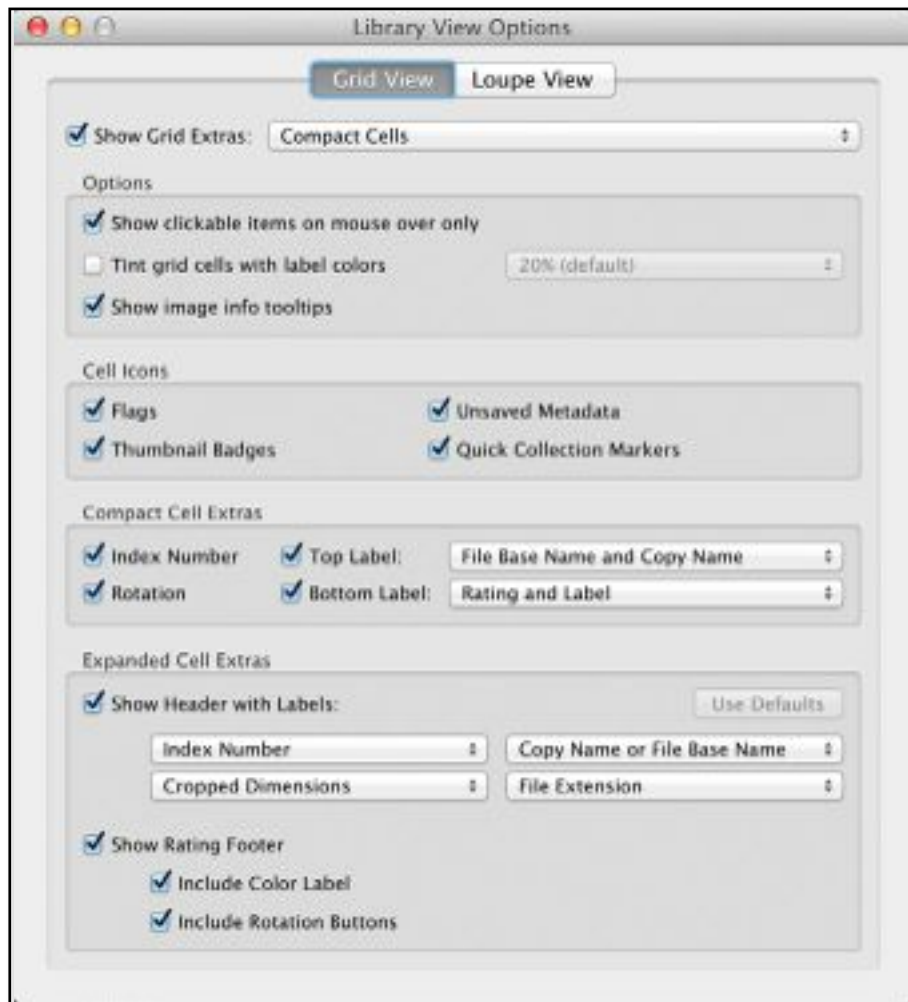 Library View Options
Grid View Loupe View
Show Grid Extras: Compact Cells
Options
Show clickable items on mouse over only
Tint grid cells with label colors 20% (default)
Show image info tooltips
Cell Icons
Flags Unsaved Metadata
Thumbnail Badges Quick Collection Markers
Compact Cell Extras
Index Number Top Label: File Base Name and Copy Name
Rotation Bottom Label: Rating and Label
Expanded Cell Extras
Show Header with Labels: Use Defaults
Index Number Copy Name or File Base Name
Cropped Dimensions File Extension
Show Rating Footer
Include Color Label
Include Rotation Buttons